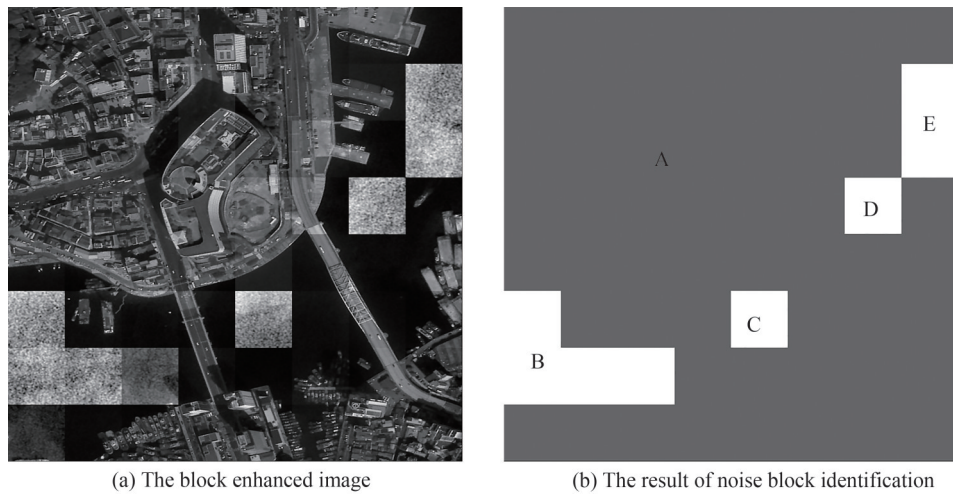 E
A
D
C
B
(a) The block enhanced image
(b) The result of noise block identification